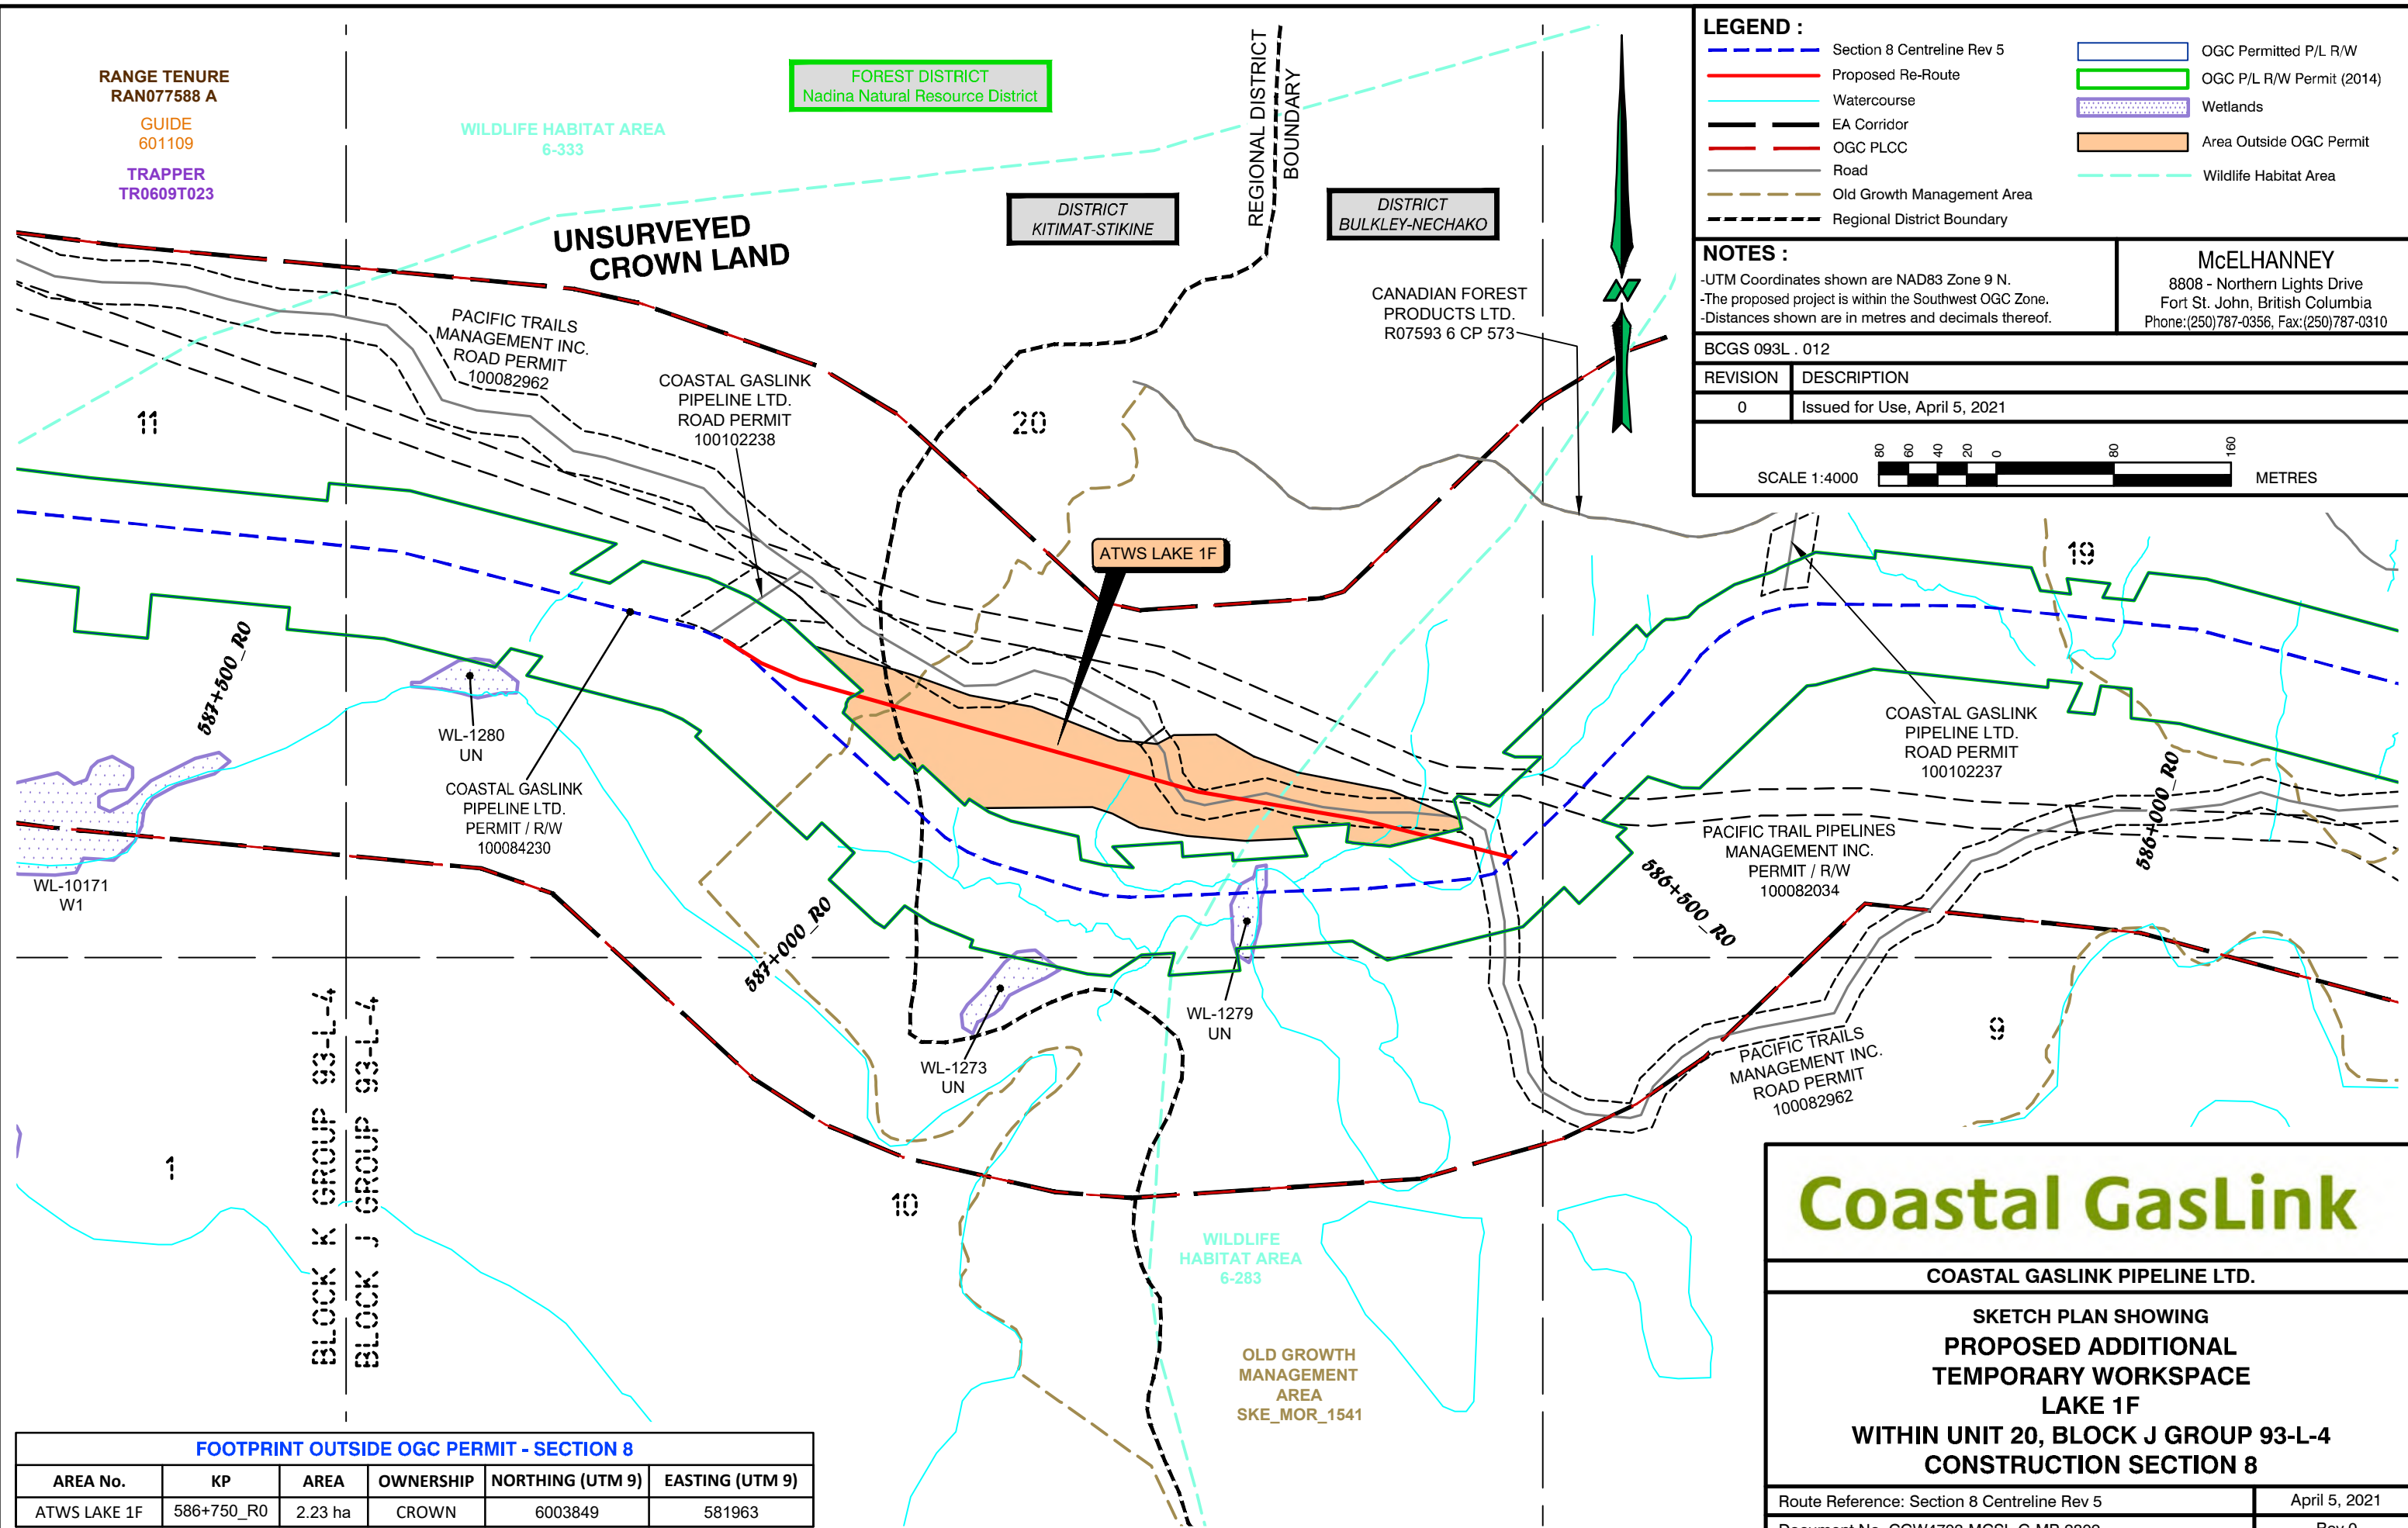 RANGE TENURE
RAN077588 A
GUIDE
601109
TRAPPER
TR0609T023
WILDLIFE HABITAT AREA
6-333
FOREST DISTRICT
Nadina Natural Resource District
UNSURVEYED
CROWN LAND
DISTRICT
KITIMAT-STIKINE
REGIONAL DISTRICT
BOUNDARY
DISTRICT
BULKLEY-NECHAKO
CANADIAN FOREST
PRODUCTS LTD.
R07593 6 CP 573
PACIFIC TRAILS
MANAGEMENT INC.
ROAD PERMIT
100082962
COASTAL GASLINK
PIPELINE LTD.
ROAD PERMIT
100102238
11
20
19
ATWS LAKE 1F
587+500_R0
WL-1280
UN
COASTAL GASLINK
PIPELINE LTD.
PERMIT / R/W
100084230
WL-10171
W1
587+000_R0
WL-1273
UN
WL-1279
UN
COASTAL GASLINK
PIPELINE LTD.
ROAD PERMIT
100102237
PACIFIC TRAIL PIPELINES
MANAGEMENT INC.
PERMIT / R/W
100082034
586+500_R0
586+000_R0
PACIFIC TRAILS
MANAGEMENT INC.
ROAD PERMIT
100082962
9
1
10
BLOCK K GROUP 93-L-4
BLOCK J GROUP 93-L-4
WILDLIFE
HABITAT AREA
6-283
OLD GROWTH
MANAGEMENT
AREA
SKE_MOR_1541
LEGEND :
Section 8 Centreline Rev 5
Proposed Re-Route
Watercourse
EA Corridor
OGC PLCC
Road
Old Growth Management Area
Regional District Boundary
OGC Permitted P/L R/W
OGC P/L R/W Permit (2014)
Wetlands
Area Outside OGC Permit
Wildlife Habitat Area
NOTES :
-UTM Coordinates shown are NAD83 Zone 9 N.
-The proposed project is within the Southwest OGC Zone.
-Distances shown are in metres and decimals thereof.
McELHANNEY
8808 - Northern Lights Drive
Fort St. John, British Columbia
Phone:(250)787-0356, Fax:(250)787-0310
BCGS 093L . 012
REVISION DESCRIPTION
0 Issued for Use, April 5, 2021
SCALE 1:4000 80 60 40 20 0 80 160 METRES
FOOTPRINT OUTSIDE OGC PERMIT - SECTION 8
AREA No. KP AREA OWNERSHIP NORTHING (UTM 9) EASTING (UTM 9)
ATWS LAKE 1F 586+750_R0 2.23 ha CROWN 6003849 581963
Coastal GasLink
COASTAL GASLINK PIPELINE LTD.
SKETCH PLAN SHOWING
PROPOSED ADDITIONAL
TEMPORARY WORKSPACE
LAKE 1F
WITHIN UNIT 20, BLOCK J GROUP 93-L-4
CONSTRUCTION SECTION 8
Route Reference: Section 8 Centreline Rev 5 April 5, 2021
Rev 0